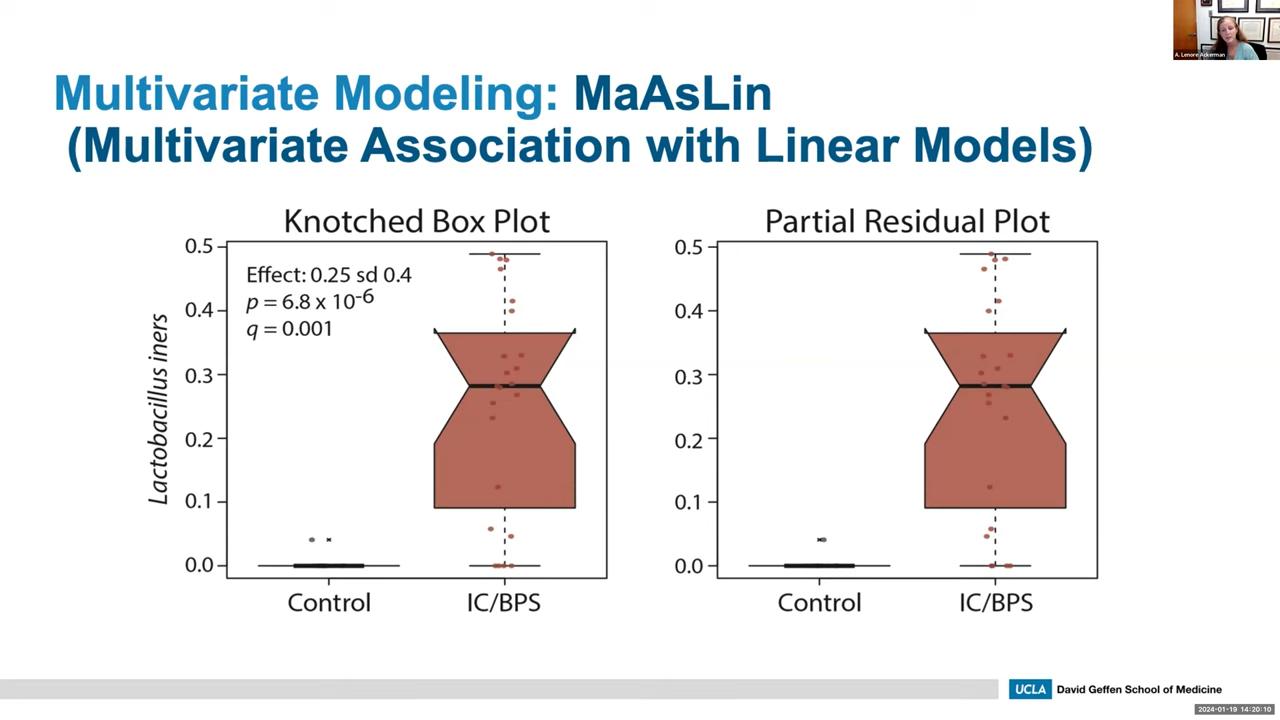 A. Lenore Ackerman
Multivariate Modeling: MaAsLin
(Multivariate Association with Linear Models)
Knotched Box Plot
Partial Residual Plot
Lactobacillus iners
0.5
0.4
0.3
0.2
0.1
0.0
Effect: 0.25 sd 0.4
p = 6.8 x 10-6
q = 0.001
Control
IC/BPS
0.5
0.4
0.3
0.2
0.1
0.0
Control
IC/BPS
UCLA David Geffen School of Medicine
2024-01-19 14:20:10